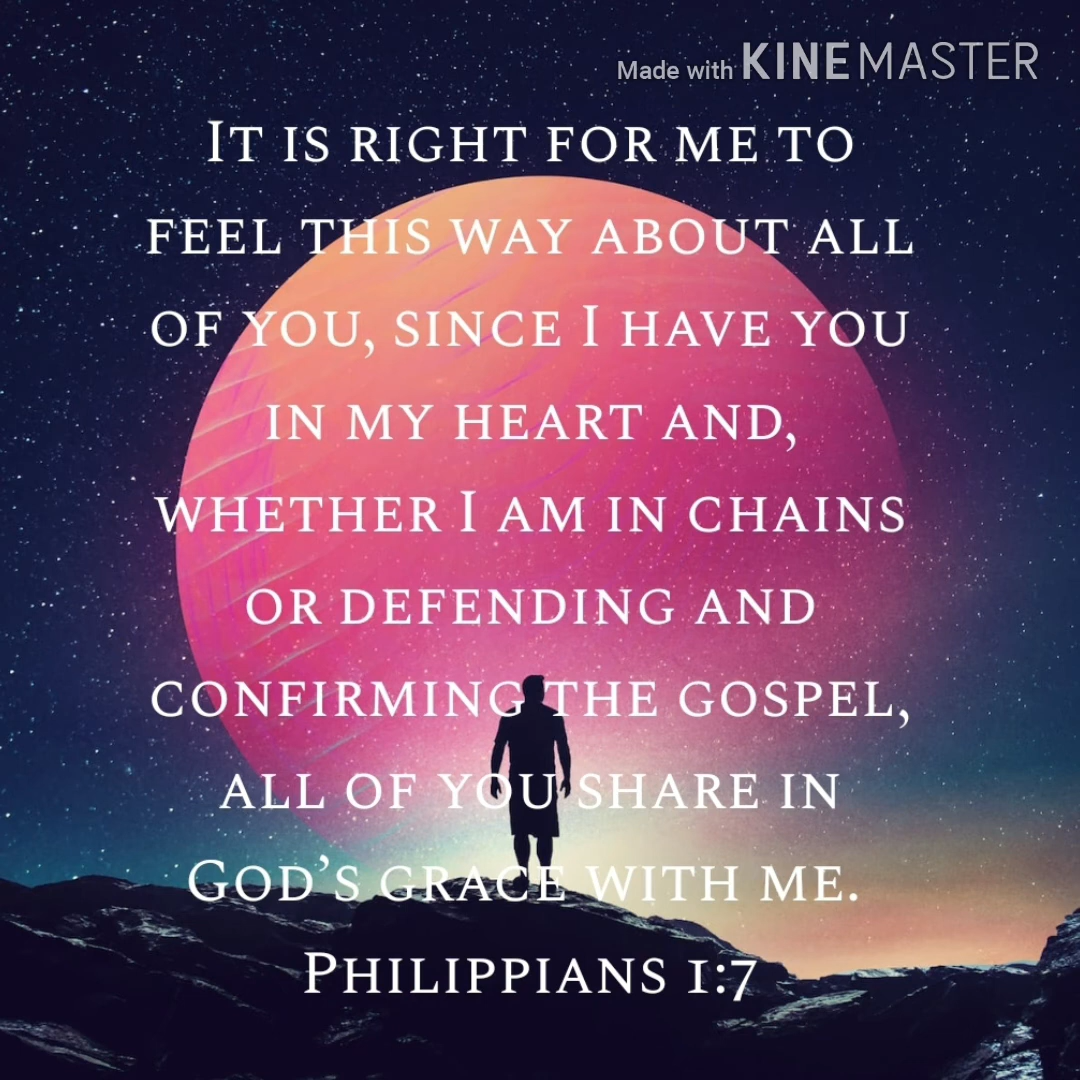 Made with KINEMASTER
It is right for me to
feel this way about all
of you, since I have you
in my heart and,
whether I am in chains
or defending and
confirming the gospel,
all of you share in
God’s grace with me.
Philippians 1:7